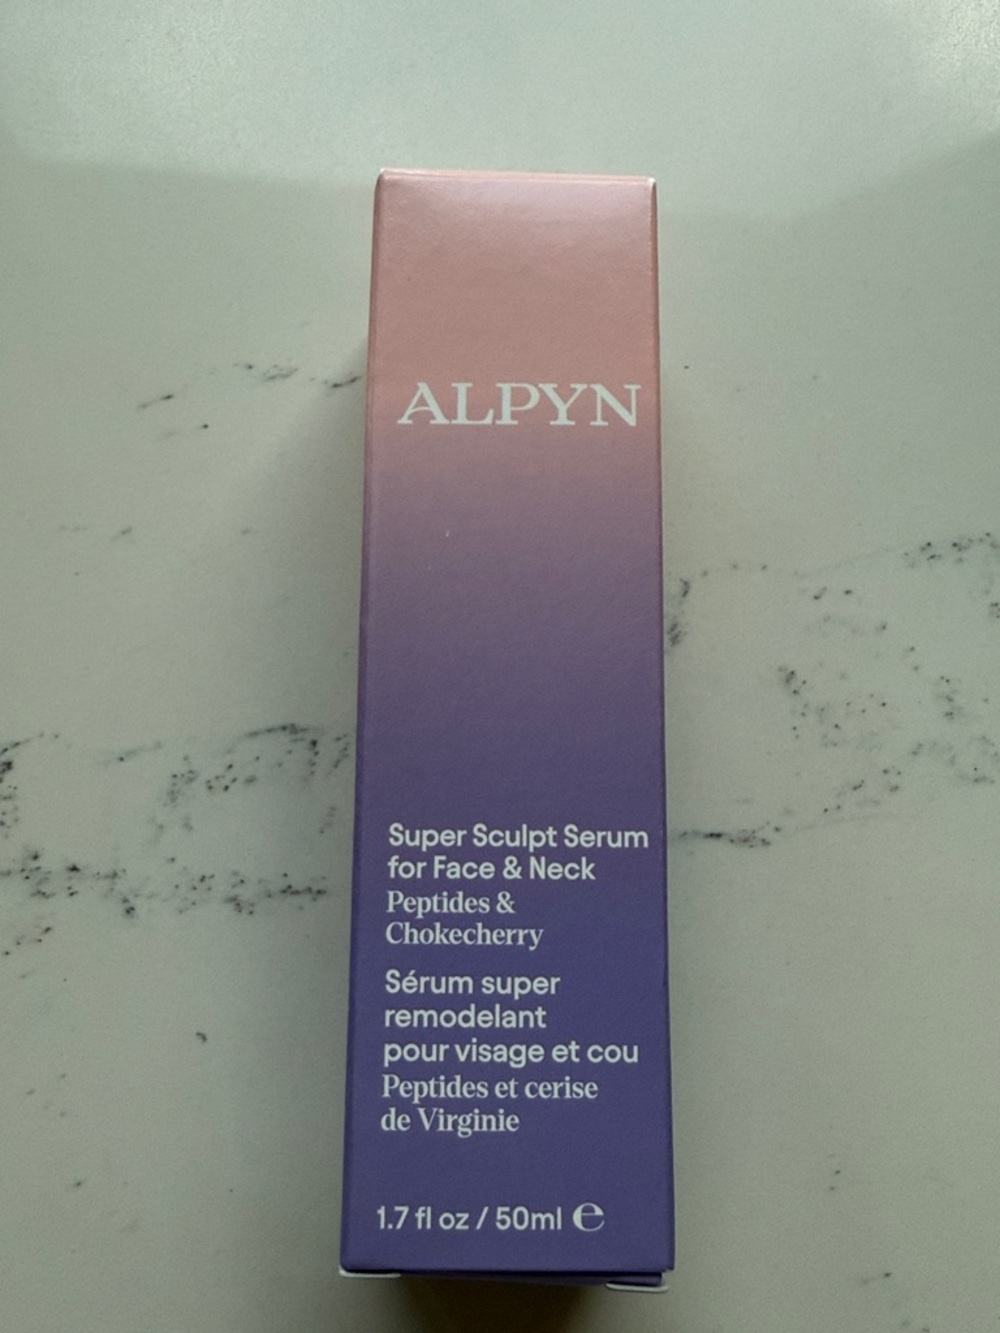 ALPYN
Super Sculpt Serum
for Face & Neck
Peptides &
Chokecherry
Sérum super
remodelant
pour visage et cou
Peptides et cerise
de Virginie
1.7 fl oz / 50ml ℮